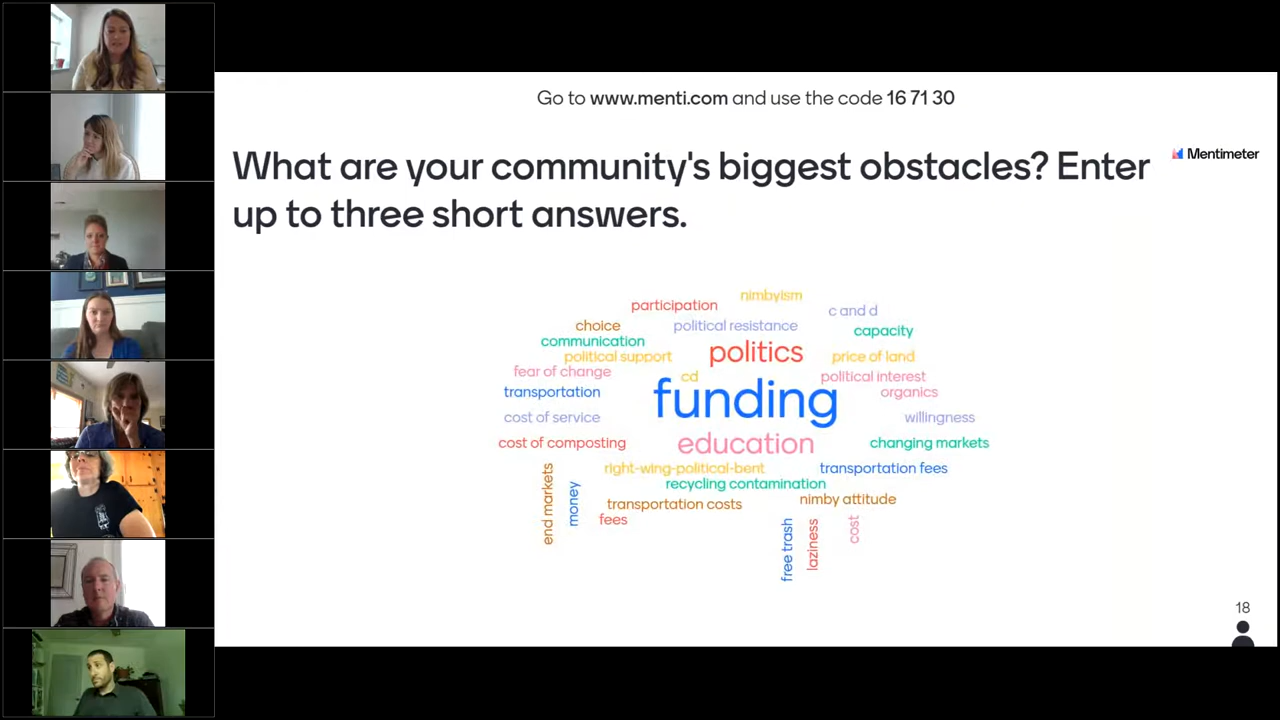 Go to www.menti.com and use the code 16 71 30
Mentimeter
What are your community's biggest obstacles? Enter
up to three short answers.
nimbyism
participation
c and d
choice
political resistance
capacity
communication
politics
political support
price of land
fear of change
cd
political interest
transportation
funding
organics
cost of service
willingness
cost of composting
education
changing markets
right-wing-political-bent
transportation fees
recycling contamination
end markets
money
transportation costs
nimby attitude
fees
free trash
laziness
cost
18